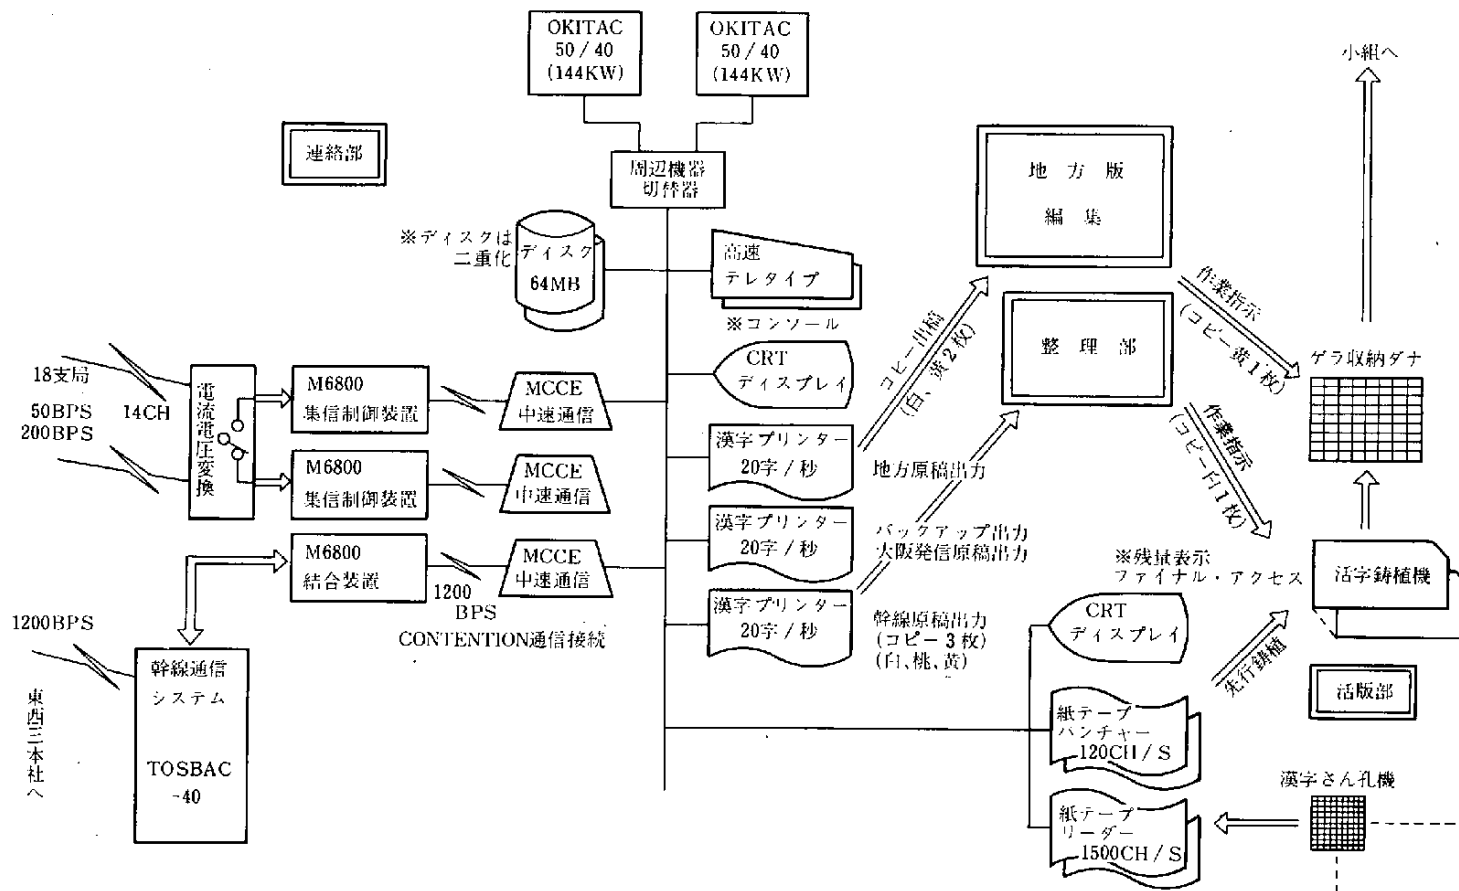 OKITAC
50/40
(144KW)
OKITAC
50/40
(144KW)
小組へ
連絡部
周辺機器
切替器
地方版
編集
※ディスクは
二重化
ディスク
64MB
高速
テレタイプ
※コンソール
整理部
コピー出稿
(白、黄2枚)
作業指示
(コピー黄1枚)
ゲラ収納ダナ
18支局
50BPS
200BPS
14CH
電流電圧変換
M6800
集信制御装置
MCCE
中速通信
CRT
ディスプレイ
M6800
集信制御装置
MCCE
中速通信
漢字プリンター
20字/秒
地方原稿出力
作業指示
(コピー白1枚)
M6800
結合装置
1200
BPS
CONTENTION通信接続
MCCE
中速通信
漢字プリンター
20字/秒
バックアップ出力
大阪発信原稿出力
※残量表示
ファイナル・アクセス
活字鋳植機
漢字プリンター
20字/秒
幹線原稿出力
(コピー3枚)
(白、桃、黄)
CRT
ディスプレイ
先行鋳植
活版部
1200BPS
東西三本社へ
幹線通信
システム
TOSBAC
-40
紙テープ
パンチャー
120CH/S
漢字さん孔機
紙テープ
リーダー
1500CH/S